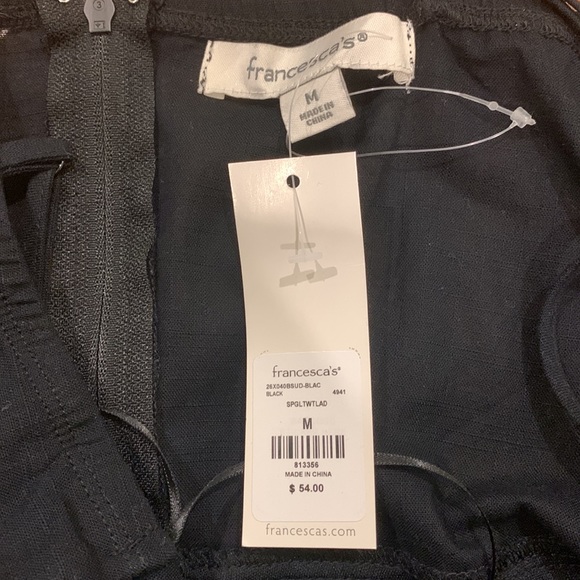 francesca's®
M
MADE IN
CHINA
francesca's®
26X040BSUD-BLAC
BLACK 4941
SPGLTWTLAD
M
813356
MADE IN CHINA
$ 54.00
francescas.com